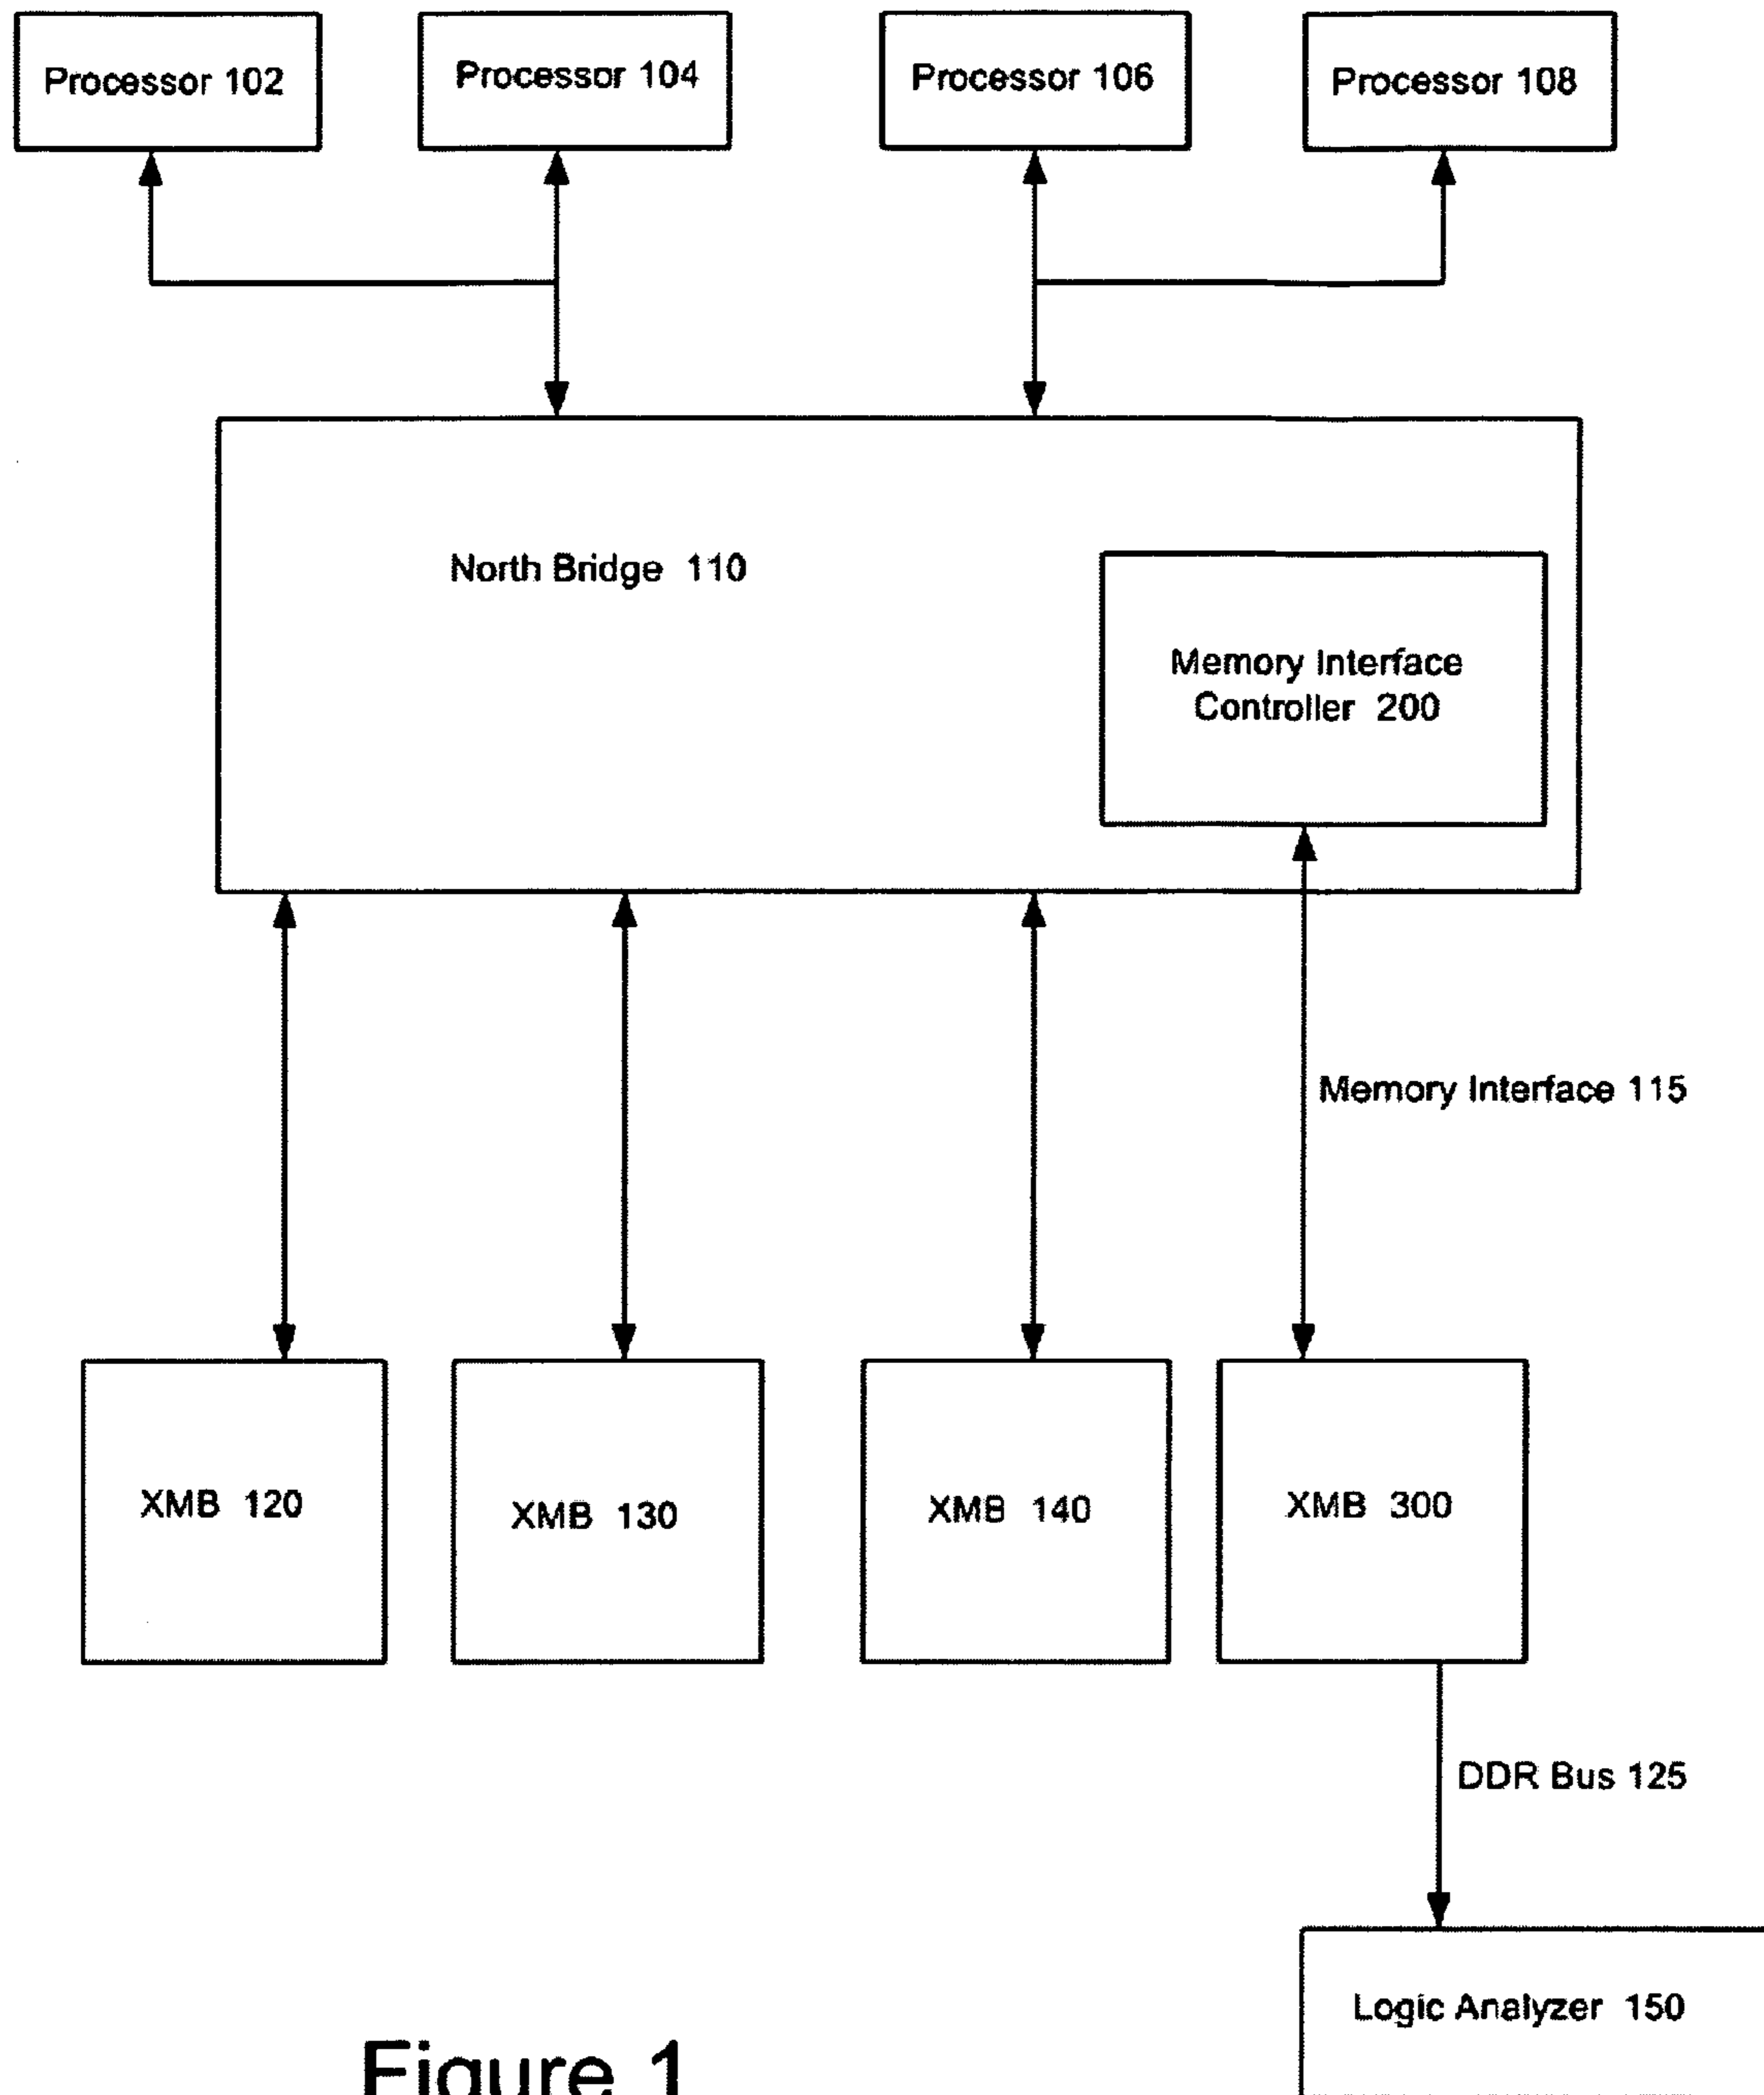 Processor 102
Processor 104
Processor 106
Processor 108
North Bridge 110
Memory Interface
Controller 200
Memory Interface 115
XMB 120
XMB 130
XMB 140
XMB 300
DDR Bus 125
Logic Analyzer 150
Figure 1